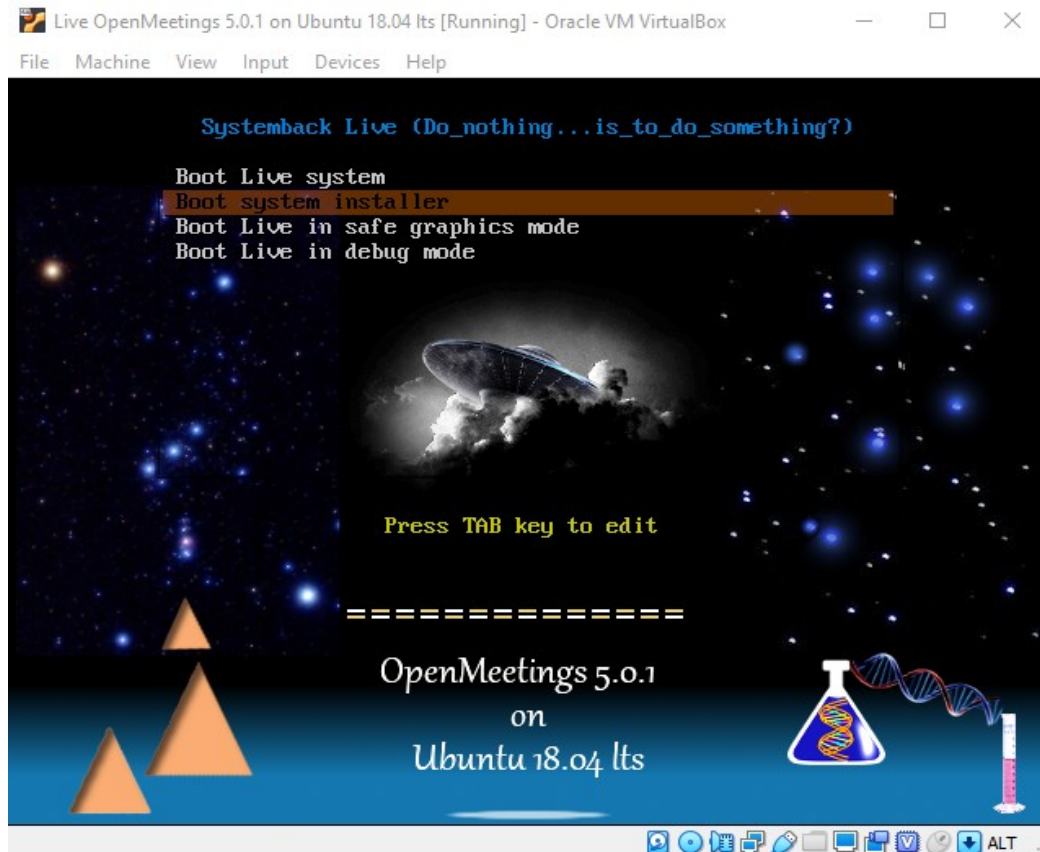 Live OpenMeetings 5.0.1 on Ubuntu 18.04 lts [Running] - Oracle VM VirtualBox
File Machine View Input Devices Help
Systemback Live (Do_nothing...is_to_do_something?)
Boot Live system
Boot system installer
Boot Live in safe graphics mode
Boot Live in debug mode
Press TAB key to edit
==============
OpenMeetings 5.0.1
on
Ubuntu 18.04 lts
ALT